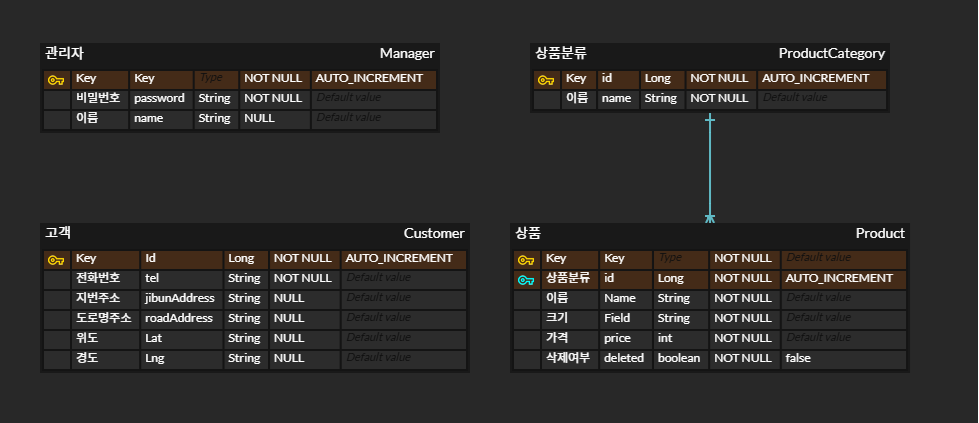 관리자 Manager
Key Key Type NOT NULL AUTO_INCREMENT
비밀번호 password String NOT NULL Default value
이름 name String NULL Default value
상품분류 ProductCategory
Key id Long NOT NULL AUTO_INCREMENT
이름 name String NOT NULL Default value
고객 Customer
Key Id Long NOT NULL AUTO_INCREMENT
전화번호 tel String NOT NULL Default value
지번주소 jibunAddress String NULL Default value
도로명주소 roadAddress String NULL Default value
위도 Lat String NULL Default value
경도 Lng String NULL Default value
상품 Product
Key Key Type NOT NULL Default value
상품분류 id Long NOT NULL AUTO_INCREMENT
이름 Name String NOT NULL Default value
크기 Field String NOT NULL Default value
가격 price int NOT NULL Default value
삭제여부 deleted boolean NOT NULL false